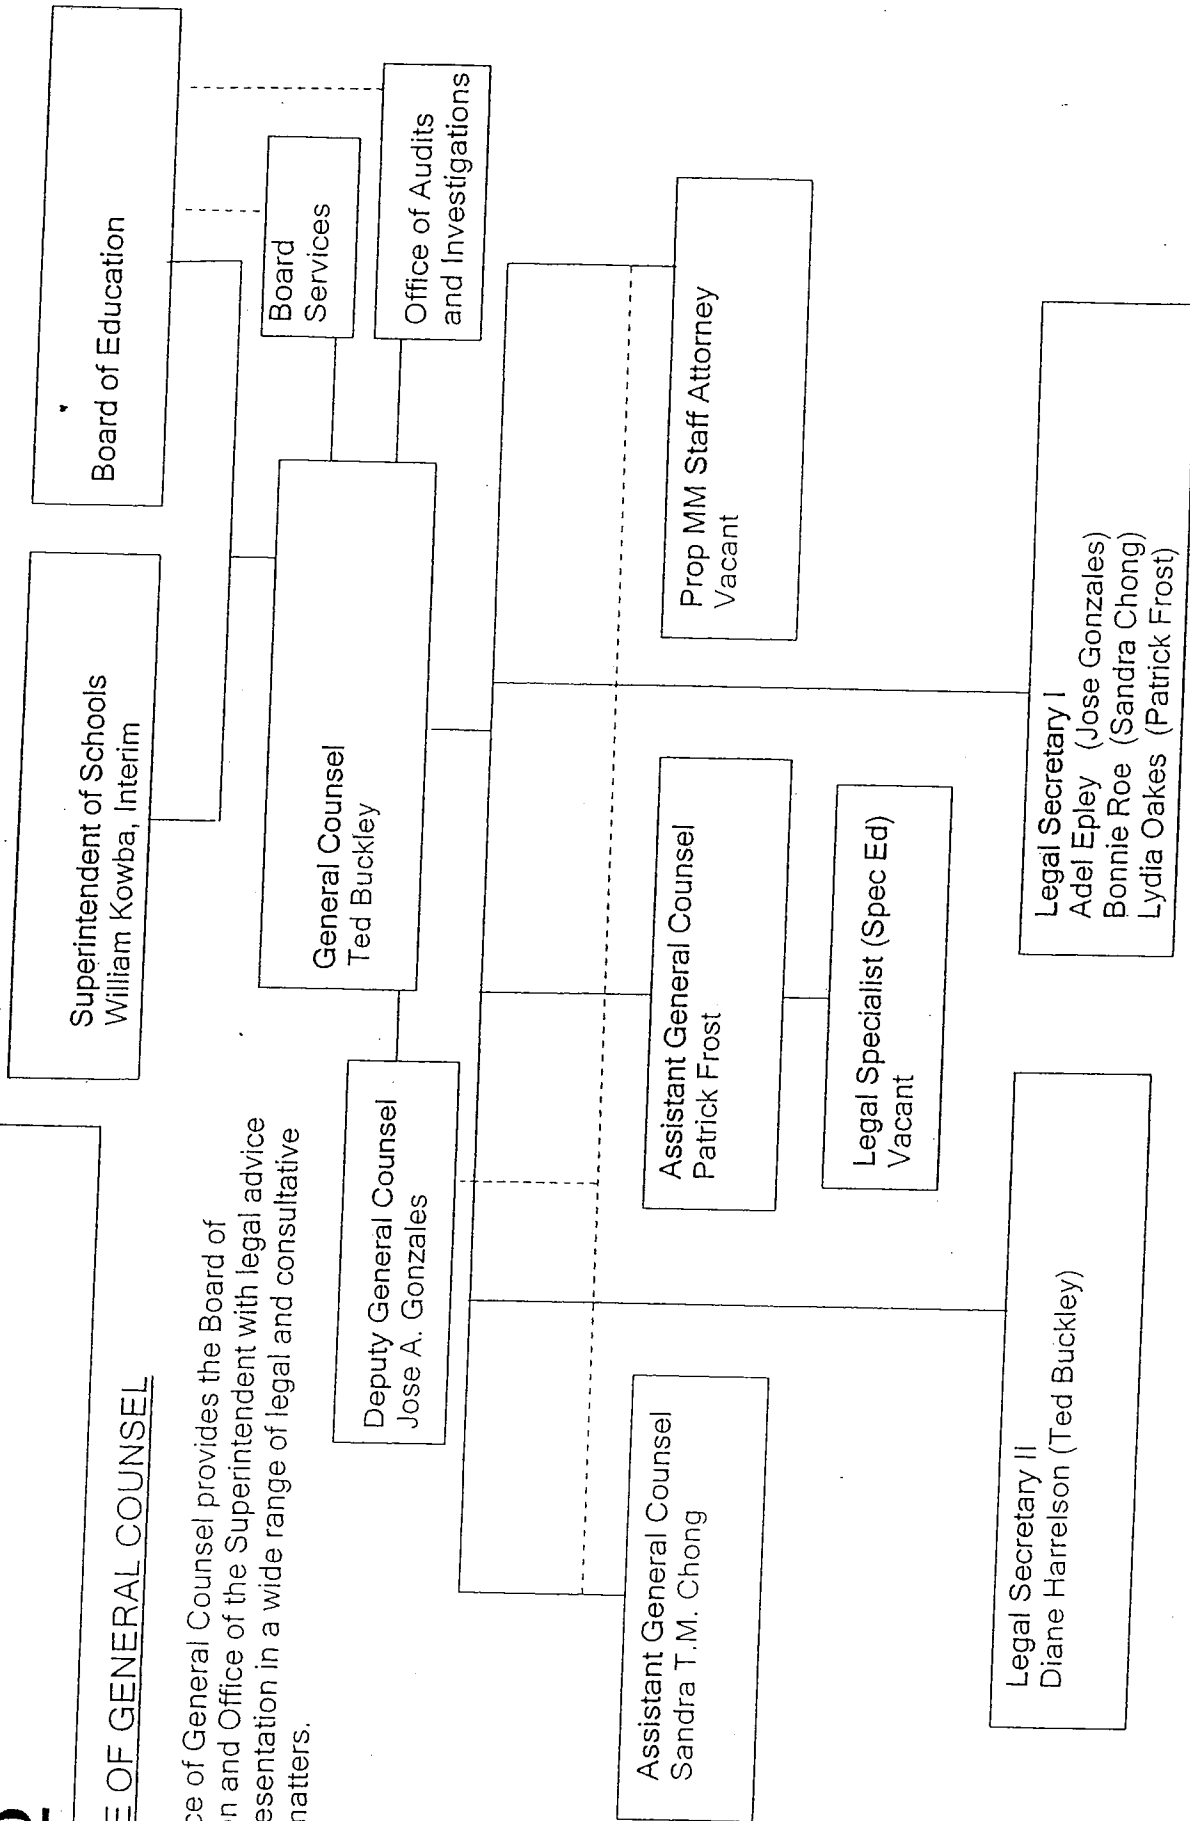 E OF GENERAL COUNSEL
ce of General Counsel provides the Board of
n and Office of the Superintendent with legal advice
esentation in a wide range of legal and consultative
natters.
Superintendent of Schools
William Kowba, Interim
Board of Education
Board
Services
Office of Audits
and Investigations
General Counsel
Ted Buckley
Deputy General Counsel
Jose A. Gonzales
Assistant General Counsel
Sandra T.M. Chong
Assistant General Counsel
Patrick Frost
Prop MM Staff Attorney
Vacant
Legal Specialist (Spec Ed)
Vacant
Legal Secretary II
Diane Harrelson (Ted Buckley)
Legal Secretary I
Adel Epley (Jose Gonzales)
Bonnie Roe (Sandra Chong)
Lydia Oakes (Patrick Frost)